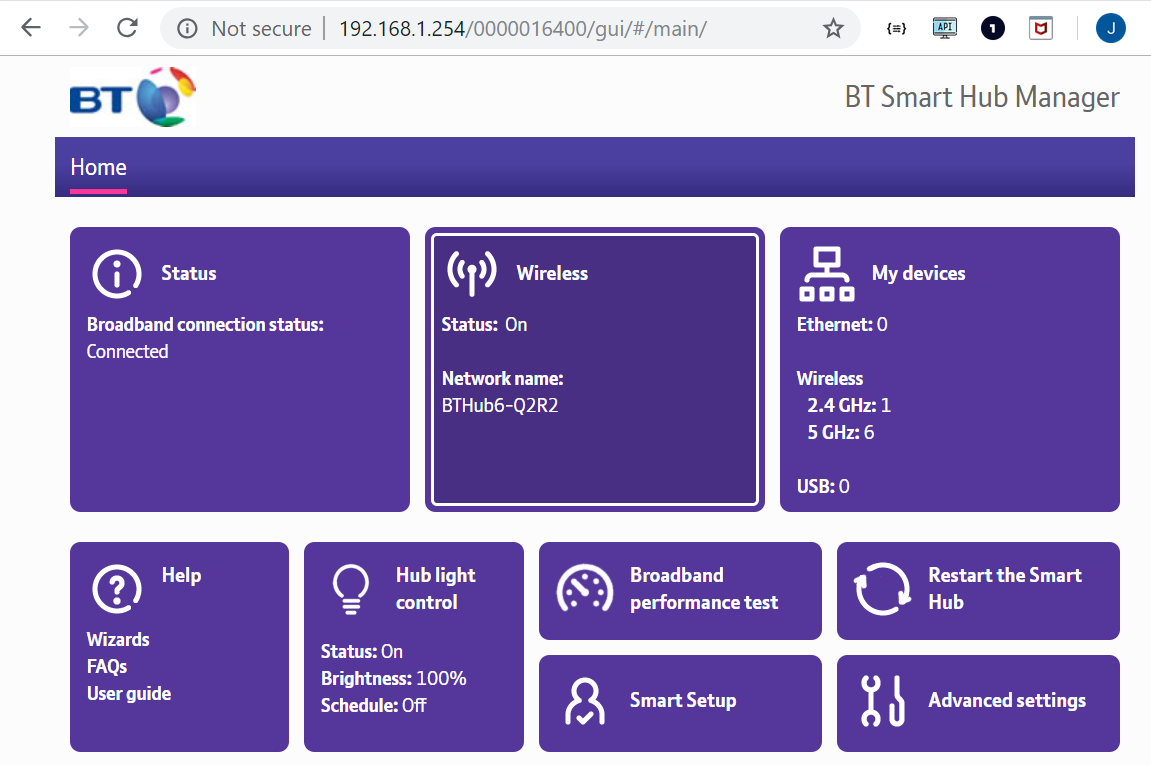 Not secure | 192.168.1.254/0000016400/gui/#/main/
{≡}
API
1
J
BT
BT Smart Hub Manager
Home
Status
Broadband connection status:
Connected
Wireless
Status: On
Network name:
BTHub6-Q2R2
My devices
Ethernet: 0
Wireless
2.4 GHz: 1
5 GHz: 6
USB: 0
Help
Wizards
FAQs
User guide
Hub light
control
Status: On
Brightness: 100%
Schedule: Off
Broadband
performance test
Restart the Smart
Hub
Smart Setup
Advanced settings